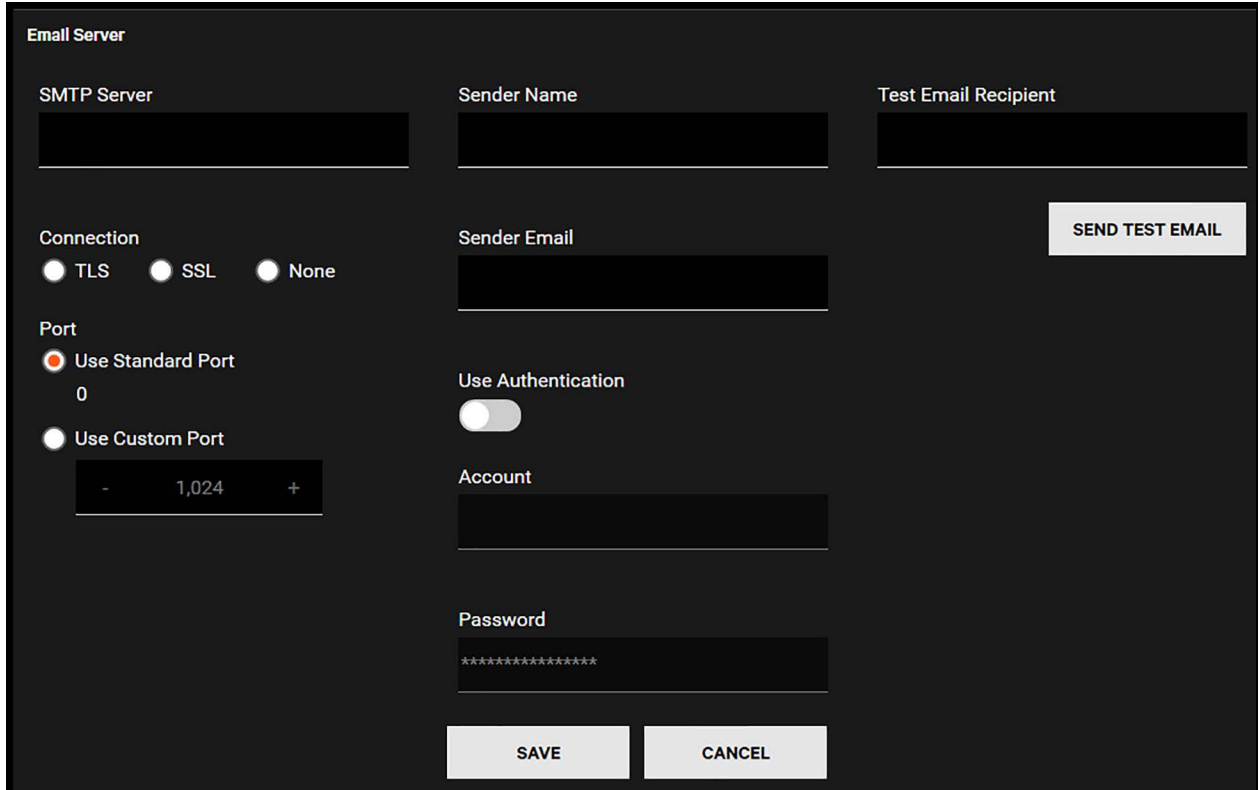 Email Server
SMTP Server
Sender Name
Test Email Recipient
SEND TEST EMAIL
Connection
TLS SSL None
Sender Email
Port
Use Standard Port
0
Use Custom Port
- 1,024 +
Use Authentication
Account
Password
****************
SAVE CANCEL